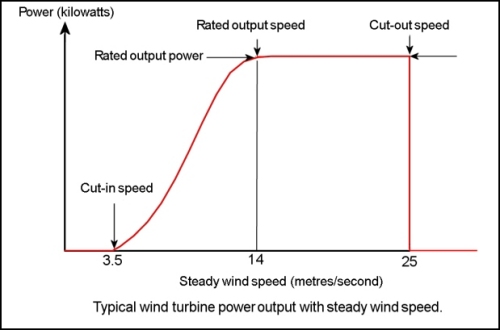 Power (kilowatts)
Rated output speed
Cut-out speed
Rated output power
Cut-in speed
3.5
14
25
Steady wind speed (metres/second)
Typical wind turbine power output with steady wind speed.